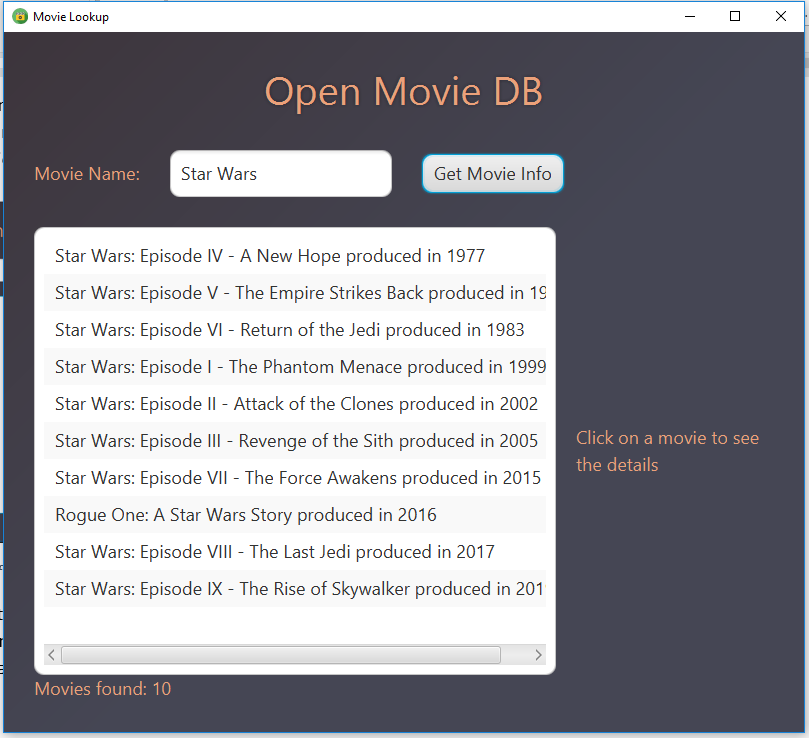 Movie Lookup
Open Movie DB
Movie Name:
Star Wars
Get Movie Info
Star Wars: Episode IV - A New Hope produced in 1977
Star Wars: Episode V - The Empire Strikes Back produced in 19
Star Wars: Episode VI - Return of the Jedi produced in 1983
Star Wars: Episode I - The Phantom Menace produced in 1999
Star Wars: Episode II - Attack of the Clones produced in 2002
Star Wars: Episode III - Revenge of the Sith produced in 2005
Star Wars: Episode VII - The Force Awakens produced in 2015
Rogue One: A Star Wars Story produced in 2016
Star Wars: Episode VIII - The Last Jedi produced in 2017
Star Wars: Episode IX - The Rise of Skywalker produced in 201
Click on a movie to see
the details
Movies found: 10